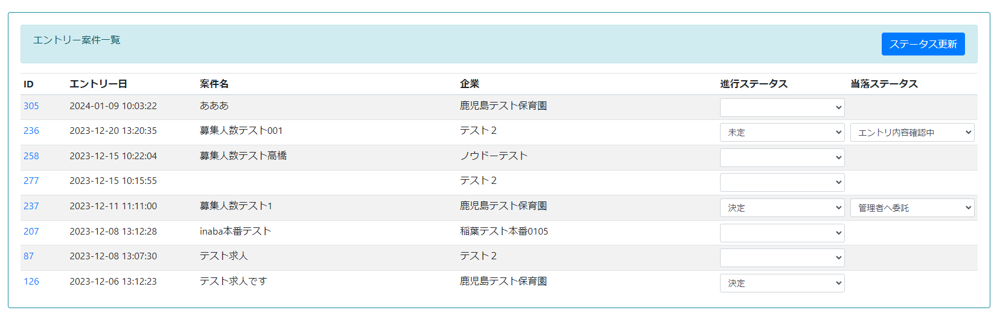 エントリー案件一覧 ステータス更新
ID エントリー日 案件名 企業 進行ステータス 当落ステータス
305 2024-01-09 10:03:22 あああ 鹿児島テスト保育園
236 2023-12-20 13:20:35 募集人数テスト001 テスト２ 未定 エントリ内容確認中
258 2023-12-15 10:22:04 募集人数テスト高橋 ノウドーテスト
277 2023-12-15 10:15:55 テスト２
237 2023-12-11 11:11:00 募集人数テスト1 鹿児島テスト保育園 決定 管理者へ委託
207 2023-12-08 13:12:28 inaba本番テスト 稲葉テスト本番0105
87 2023-12-08 13:07:30 テスト求人 テスト２
126 2023-12-06 13:12:23 テスト求人です 鹿児島テスト保育園 決定